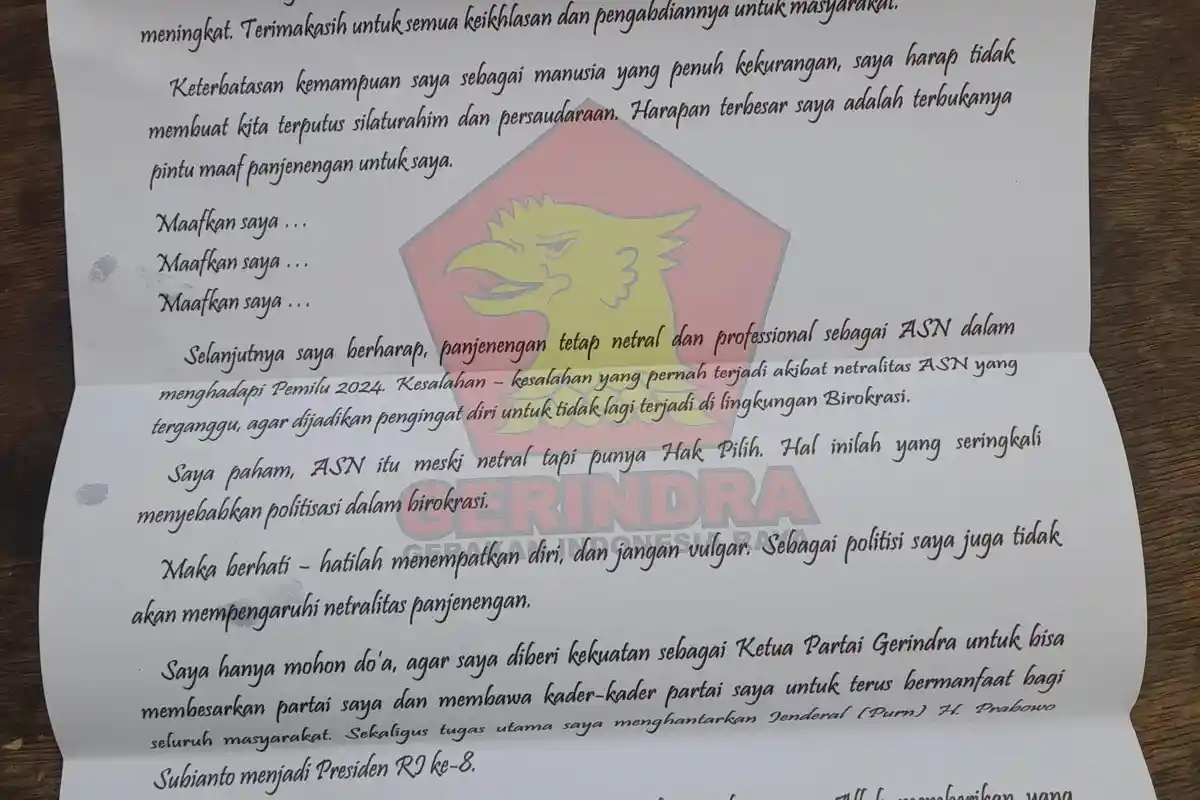 meningkat. Terimakasih untuk semua keikhlasan dan pengabdiannya untuk masyarakat.
Keterbatasan kemampuan saya sebagai manusia yang penuh kekurangan, saya harap tidak
membuat kita terputus silaturahim dan persaudaraan. Harapan terbesar saya adalah terbukanya
pintu maaf panjenengan untuk saya.
Maafkan saya ...
Maafkan saya ...
Maafkan saya ...
Selanjutnya saya berharap, panjenengan tetap netral dan professional sebagai ASN dalam
menghadapi Pemilu 2024. Kesalahan – kesalahan yang pernah terjadi akibat netralitas ASN yang
terganggu, agar dijadikan pengingat diri untuk tidak lagi terjadi di lingkungan Birokrasi.
Saya paham, ASN itu meski netral tapi punya Hak Pilih. Hal inilah yang seringkali
menyebabkan politisasi dalam birokrasi.
GERINDRA
GERAKAN INDONESIA RAYA
Maka berhati – hatilah menempatkan diri, dan jangan vulgar. Sebagai politisi saya juga tidak
akan mempengaruhi netralitas panjenengan.
Saya hanya mohon do'a, agar saya diberi kekuatan sebagai Ketua Partai Gerindra untuk bisa
membesarkan partai saya dan membawa kader-kader partai saya untuk terus bermanfaat bagi
seluruh masyarakat. Sekaligus tugas utama saya menghantarkan Jenderal (Purn) H. Prabowo
Subianto menjadi Presiden RI ke-8.
yang